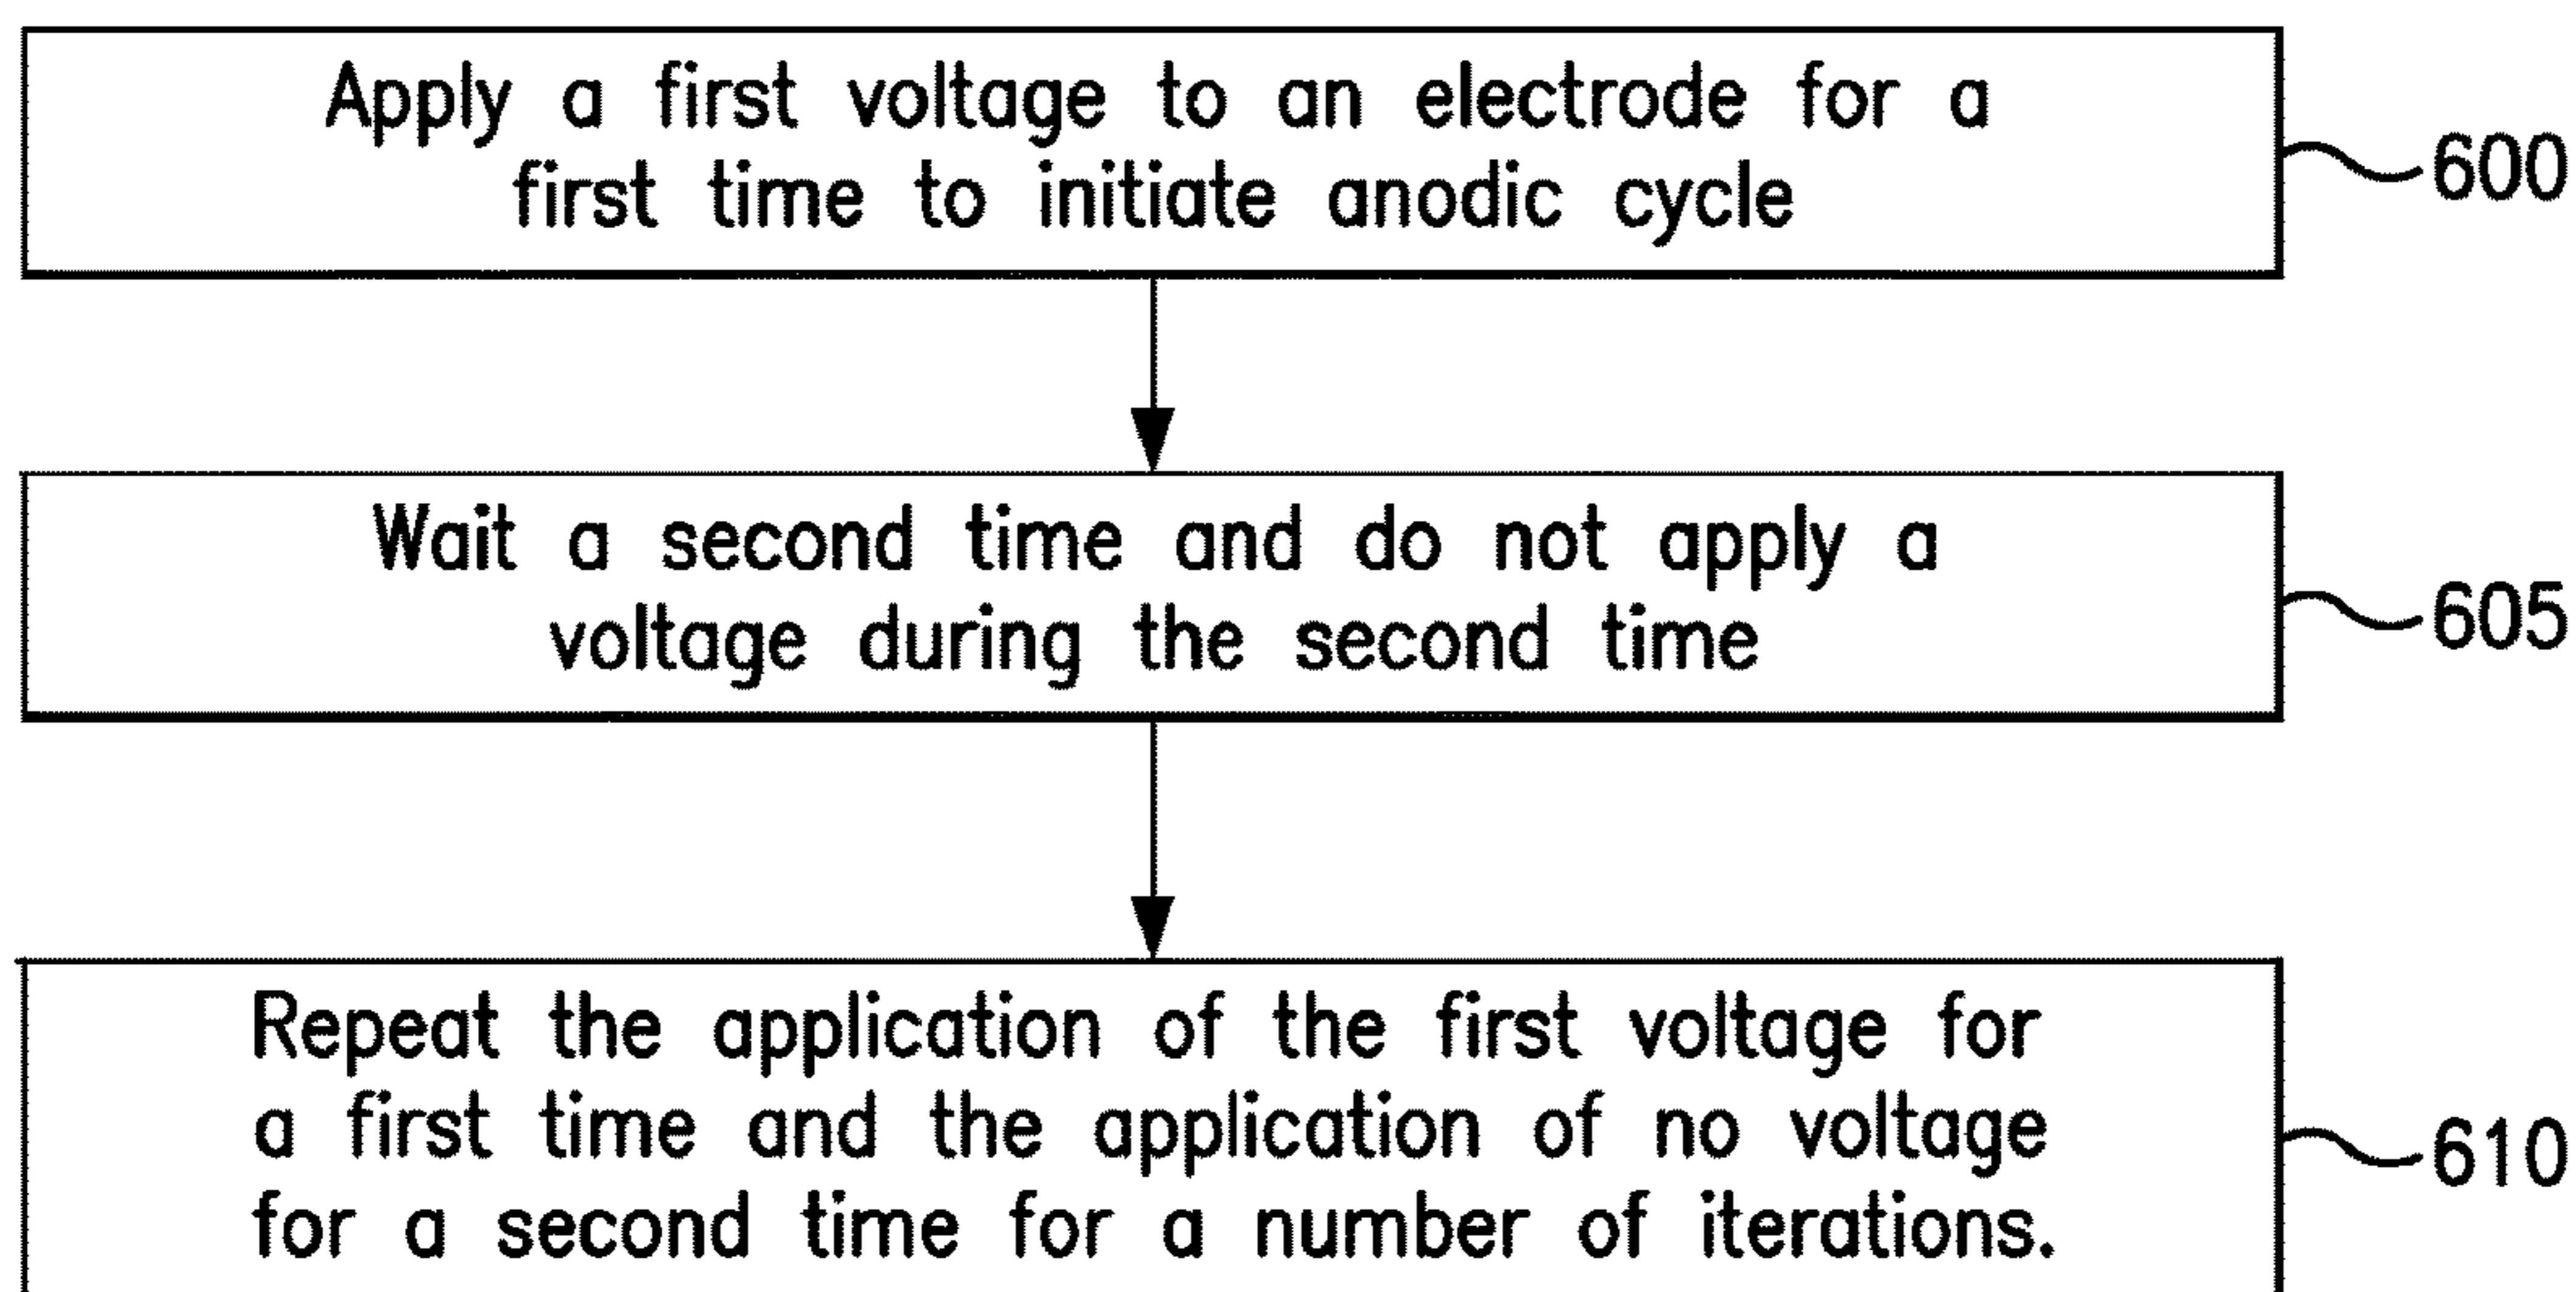 Apply a first voltage to an electrode for a
first time to initiate anodic cycle
600
Wait a second time and do not apply a
voltage during the second time
605
Repeat the application of the first voltage for
a first time and the application of no voltage
for a second time for a number of iterations.
610